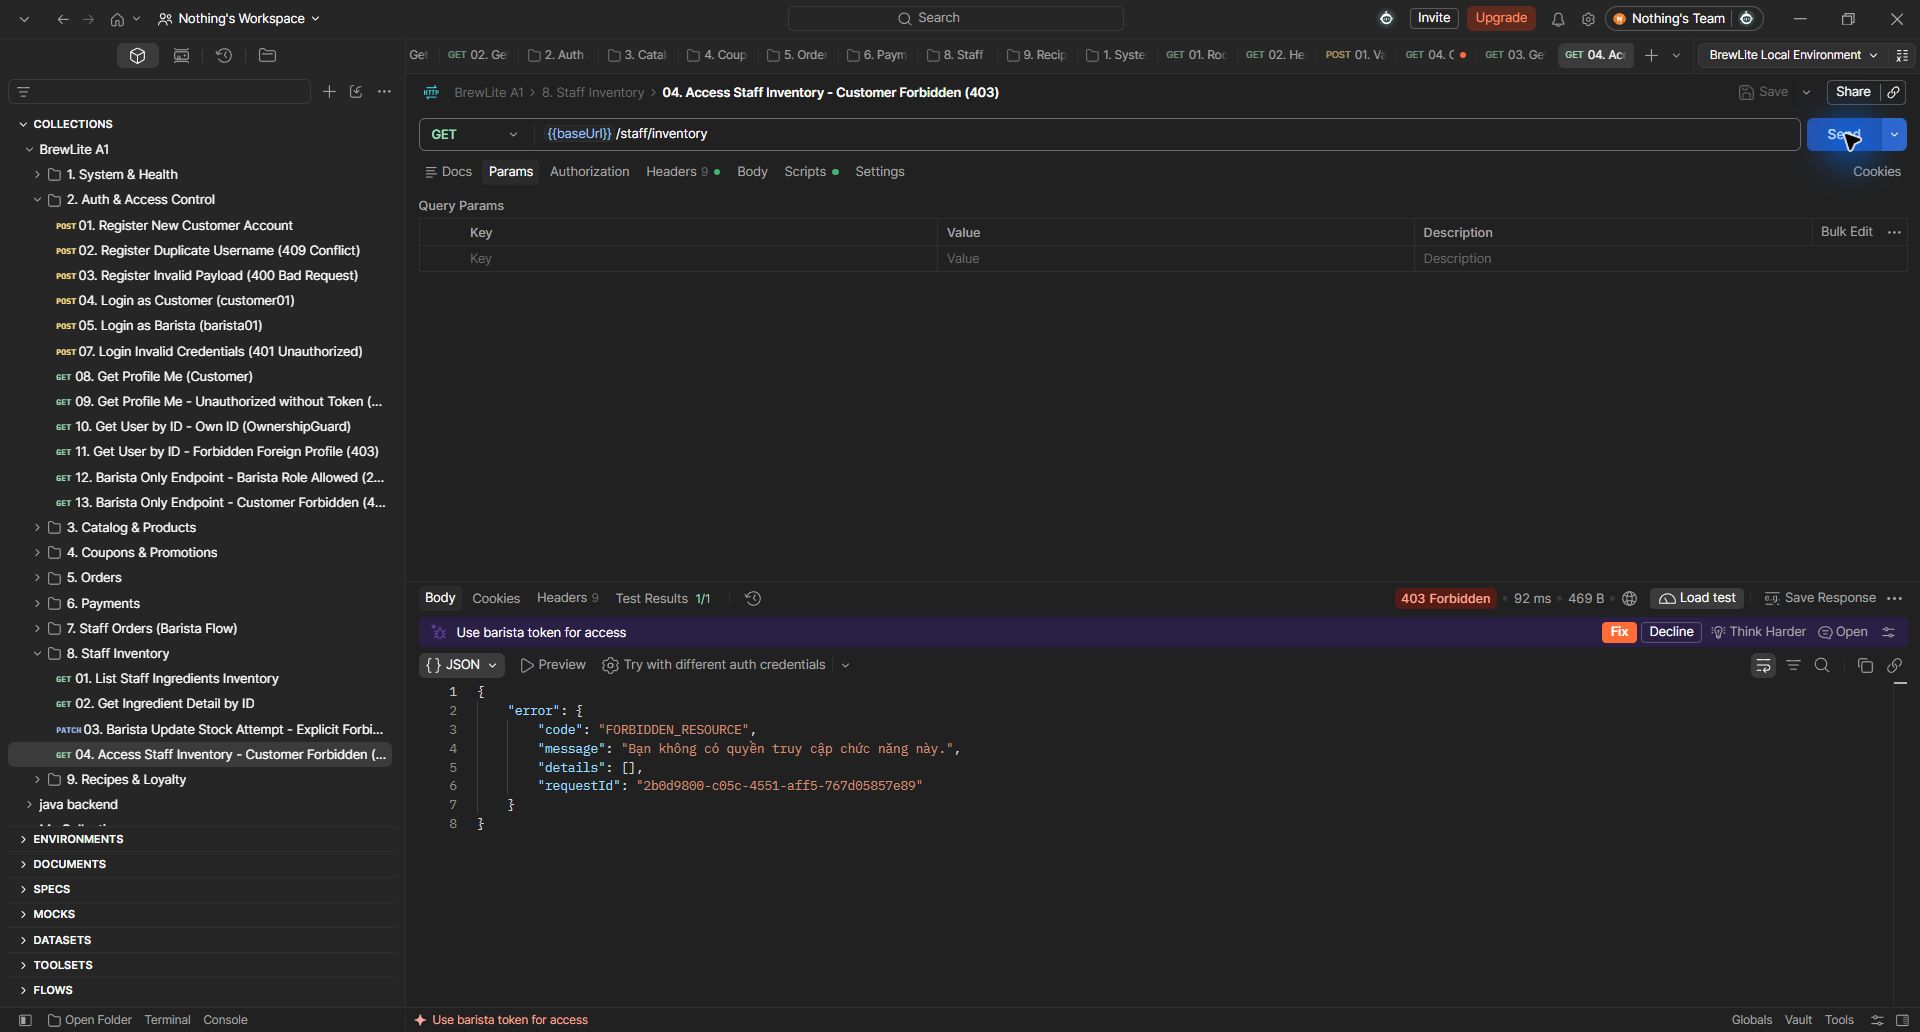 Nothing's Workspace
Search
Invite
Upgrade
Nothing's Team
Get
GET 02. Ge
2. Auth
3. Catal
4. Coup
5. Order
6. Paym
8. Staff
9. Recip
1. Syste
GET 01. Roo
GET 02. He
POST 01. Va
GET 04. C
GET 03. Ge
GET 04. Acc
BrewLite Local Environment
BrewLite A1 > 8. Staff Inventory > 04. Access Staff Inventory - Customer Forbidden (403)
Save
Share
COLLECTIONS
BrewLite A1
1. System & Health
2. Auth & Access Control
POST 01. Register New Customer Account
POST 02. Register Duplicate Username (409 Conflict)
POST 03. Register Invalid Payload (400 Bad Request)
POST 04. Login as Customer (customer01)
POST 05. Login as Barista (barista01)
POST 07. Login Invalid Credentials (401 Unauthorized)
GET 08. Get Profile Me (Customer)
GET 09. Get Profile Me - Unauthorized without Token (...
GET 10. Get User by ID - Own ID (OwnershipGuard)
GET 11. Get User by ID - Forbidden Foreign Profile (403)
GET 12. Barista Only Endpoint - Barista Role Allowed (2...
GET 13. Barista Only Endpoint - Customer Forbidden (4...
3. Catalog & Products
4. Coupons & Promotions
5. Orders
6. Payments
7. Staff Orders (Barista Flow)
8. Staff Inventory
GET 01. List Staff Ingredients Inventory
GET 02. Get Ingredient Detail by ID
PATCH 03. Barista Update Stock Attempt - Explicit Forbi...
GET 04. Access Staff Inventory - Customer Forbidden (...
9. Recipes & Loyalty
java backend
ENVIRONMENTS
DOCUMENTS
SPECS
MOCKS
DATASETS
TOOLSETS
FLOWS
GET
{{baseUrl}} /staff/inventory
Send
Docs
Params
Authorization
Headers 9
Body
Scripts
Settings
Cookies
Query Params
Key
Value
Description
Bulk Edit
Key
Value
Description
Body
Cookies
Headers 9
Test Results 1/1
403 Forbidden
92 ms
469 B
Load test
e.g. Save Response
Use barista token for access
Fix
Decline
Think Harder
Open
{} JSON
Preview
Try with different auth credentials
1 {
2 "error": {
3 "code": "FORBIDDEN_RESOURCE",
4 "message": "Bạn không có quyền truy cập chức năng này.",
5 "details": [],
6 "requestId": "2b0d9800-c05c-4551-aff5-767d05857e89"
7 }
8 }
Open Folder
Terminal
Console
Use barista token for access
Globals
Vault
Tools